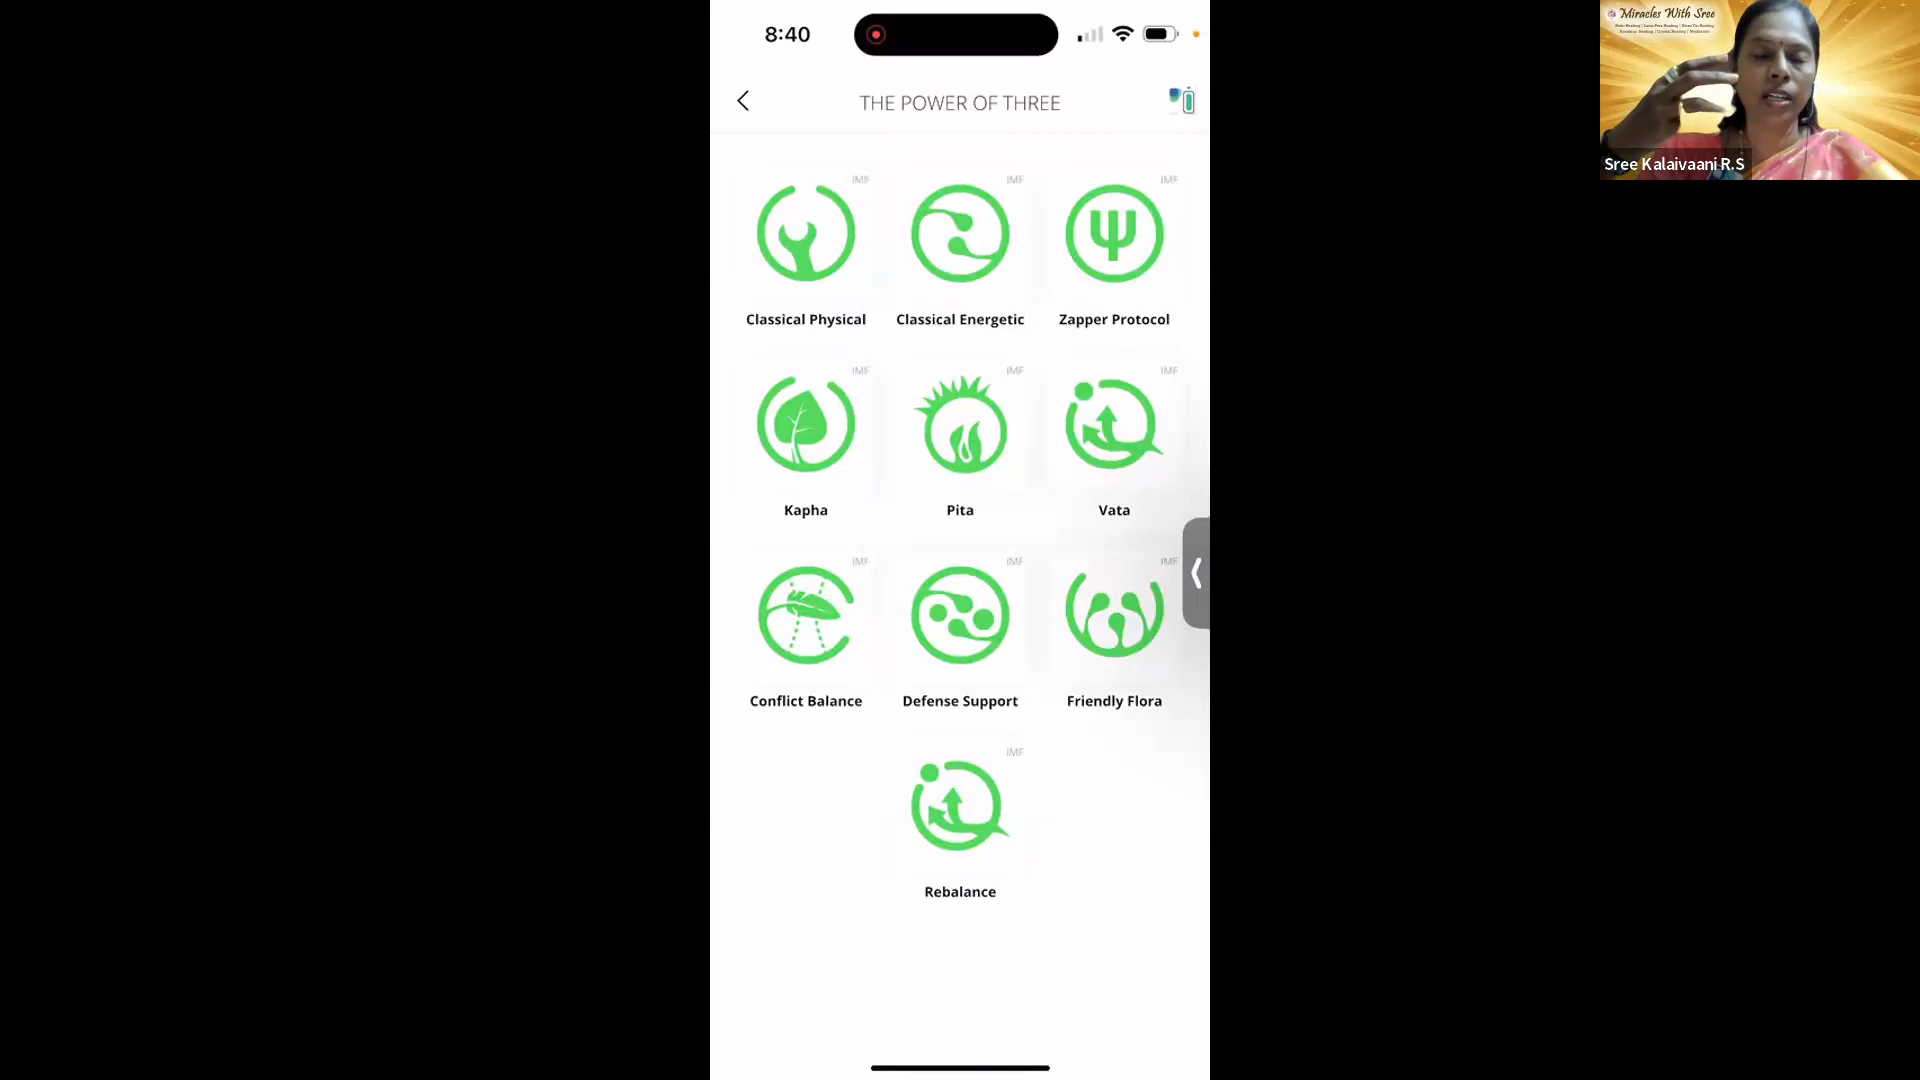 8:40
THE POWER OF THREE
IMF
IMF
IMF
Classical Physical
Classical Energetic
Zapper Protocol
IMF
IMF
IMF
Kapha
Pita
Vata
IMF
IMF
IMF
Conflict Balance
Defense Support
Friendly Flora
IMF
Rebalance
Miracles With Sree
Sree Kalaivaani R.S